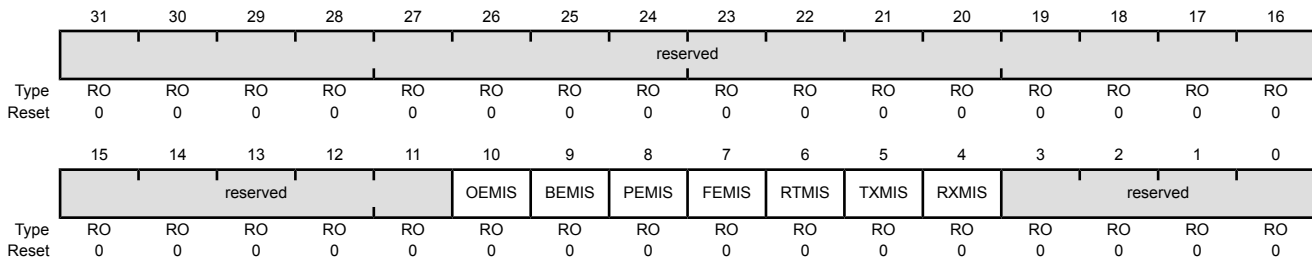 31 30 29 28 27 26 25 24 23 22 21 20 19 18 17 16
reserved
Type RO RO RO RO RO RO RO RO RO RO RO RO RO RO RO RO
Reset 0 0 0 0 0 0 0 0 0 0 0 0 0 0 0 0
15 14 13 12 11 10 9 8 7 6 5 4 3 2 1 0
reserved OEMIS BEMIS PEMIS FEMIS RTMIS TXMIS RXMIS reserved
Type RO RO RO RO RO RO RO RO RO RO RO RO RO RO RO RO
Reset 0 0 0 0 0 0 0 0 0 0 0 0 0 0 0 0